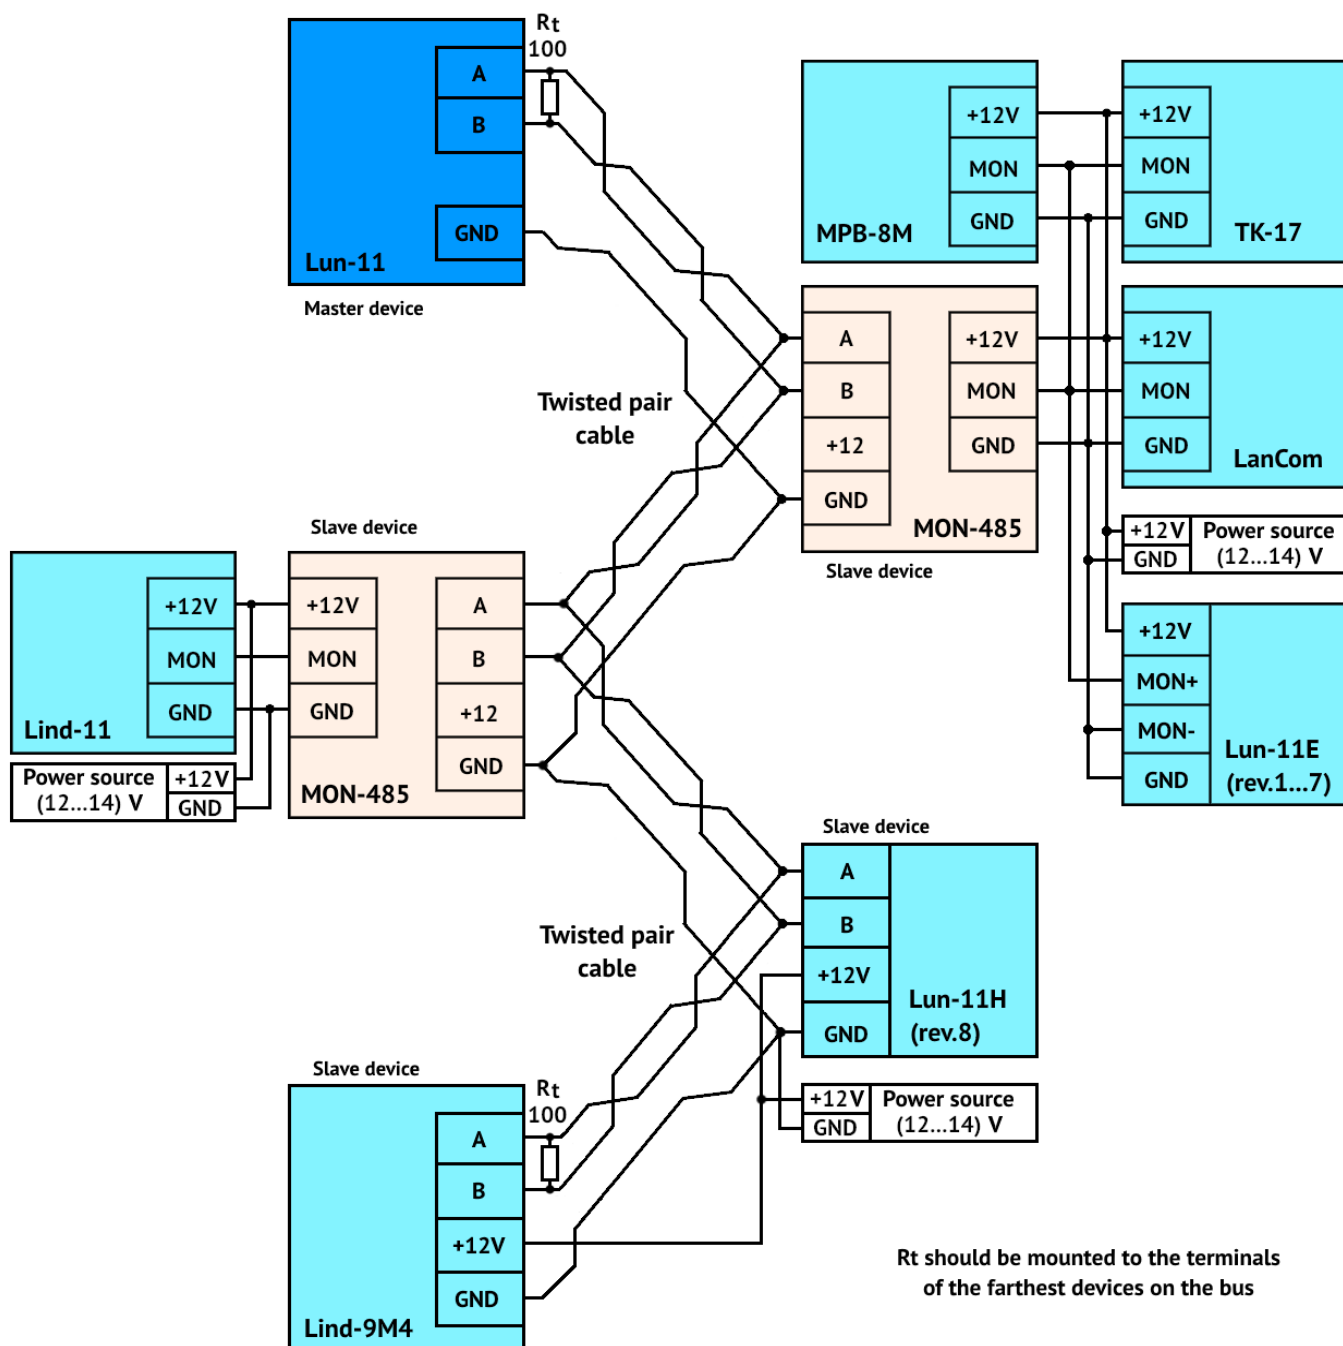 Rt
100
A
B
GND
Lun-11
Master device
+12V
MON
GND
MPB-8M
+12V
MON
GND
TK-17
A
B
+12
GND
+12V
MON
GND
MON-485
Slave device
+12V
MON
GND
LanCom
+12V
GND
Power source
(12...14) V
+12V
MON+
MON-
GND
Lun-11E
(rev.1...7)
Twisted pair
cable
Slave device
+12V
MON
GND
Lind-11
Power source
(12...14) V
+12V
GND
+12V
MON
GND
A
B
+12
GND
MON-485
Twisted pair
cable
Slave device
A
B
+12V
GND
Lun-11H
(rev.8)
+12V
GND
Power source
(12...14) V
Slave device
Rt
100
A
B
+12V
GND
Lind-9M4
Rt should be mounted to the terminals
of the farthest devices on the bus